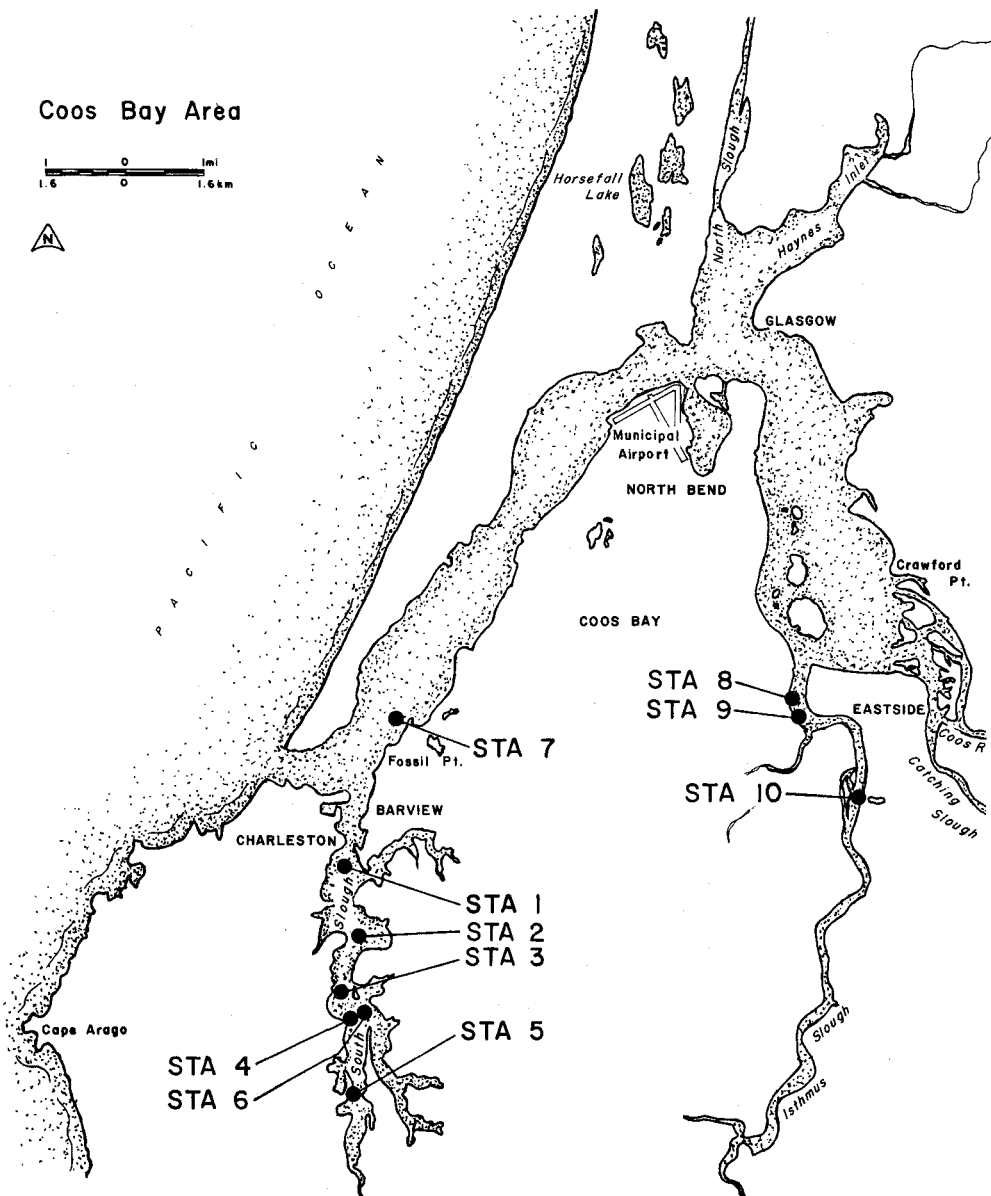 Coos Bay Area
1 0 1mi
1.6 0 1.6km
N
PACIFIC OCEAN
Horsefall
Lake
North Slough
Haynes Inlet
GLASGOW
Municipal
Airport
NORTH BEND
Crawford
Pt.
COOS BAY
STA 8
STA 9
EASTSIDE
STA 7
Fossil Pt.
Coos R
Catching
Slough
STA 10
BARVIEW
CHARLESTON
STA 1
STA 2
STA 3
South Slough
Cape Arago
STA 4
STA 5
STA 6
Isthmus Slough